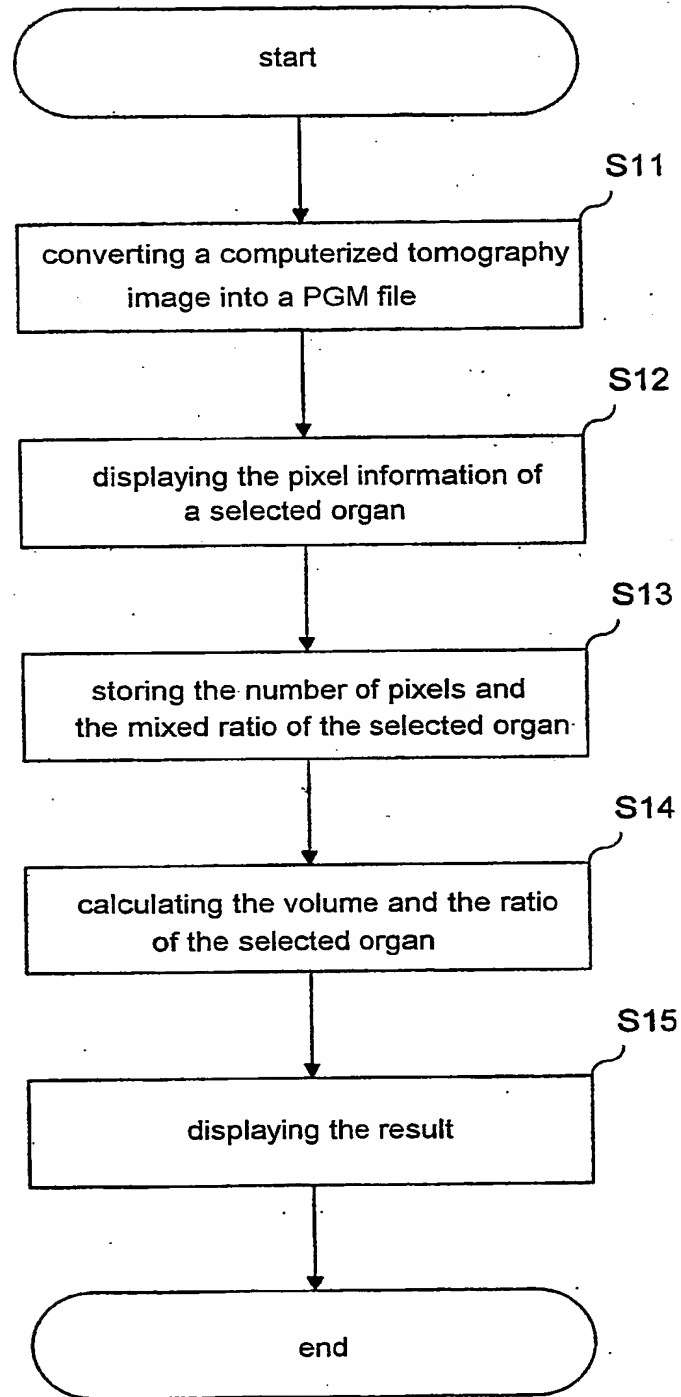 start
S11
converting a computerized tomography
image into a PGM file
S12
displaying the pixel information of
a selected organ
S13
storing the number of pixels and
the mixed ratio of the selected organ
S14
calculating the volume and the ratio
of the selected organ
S15
displaying the result
end